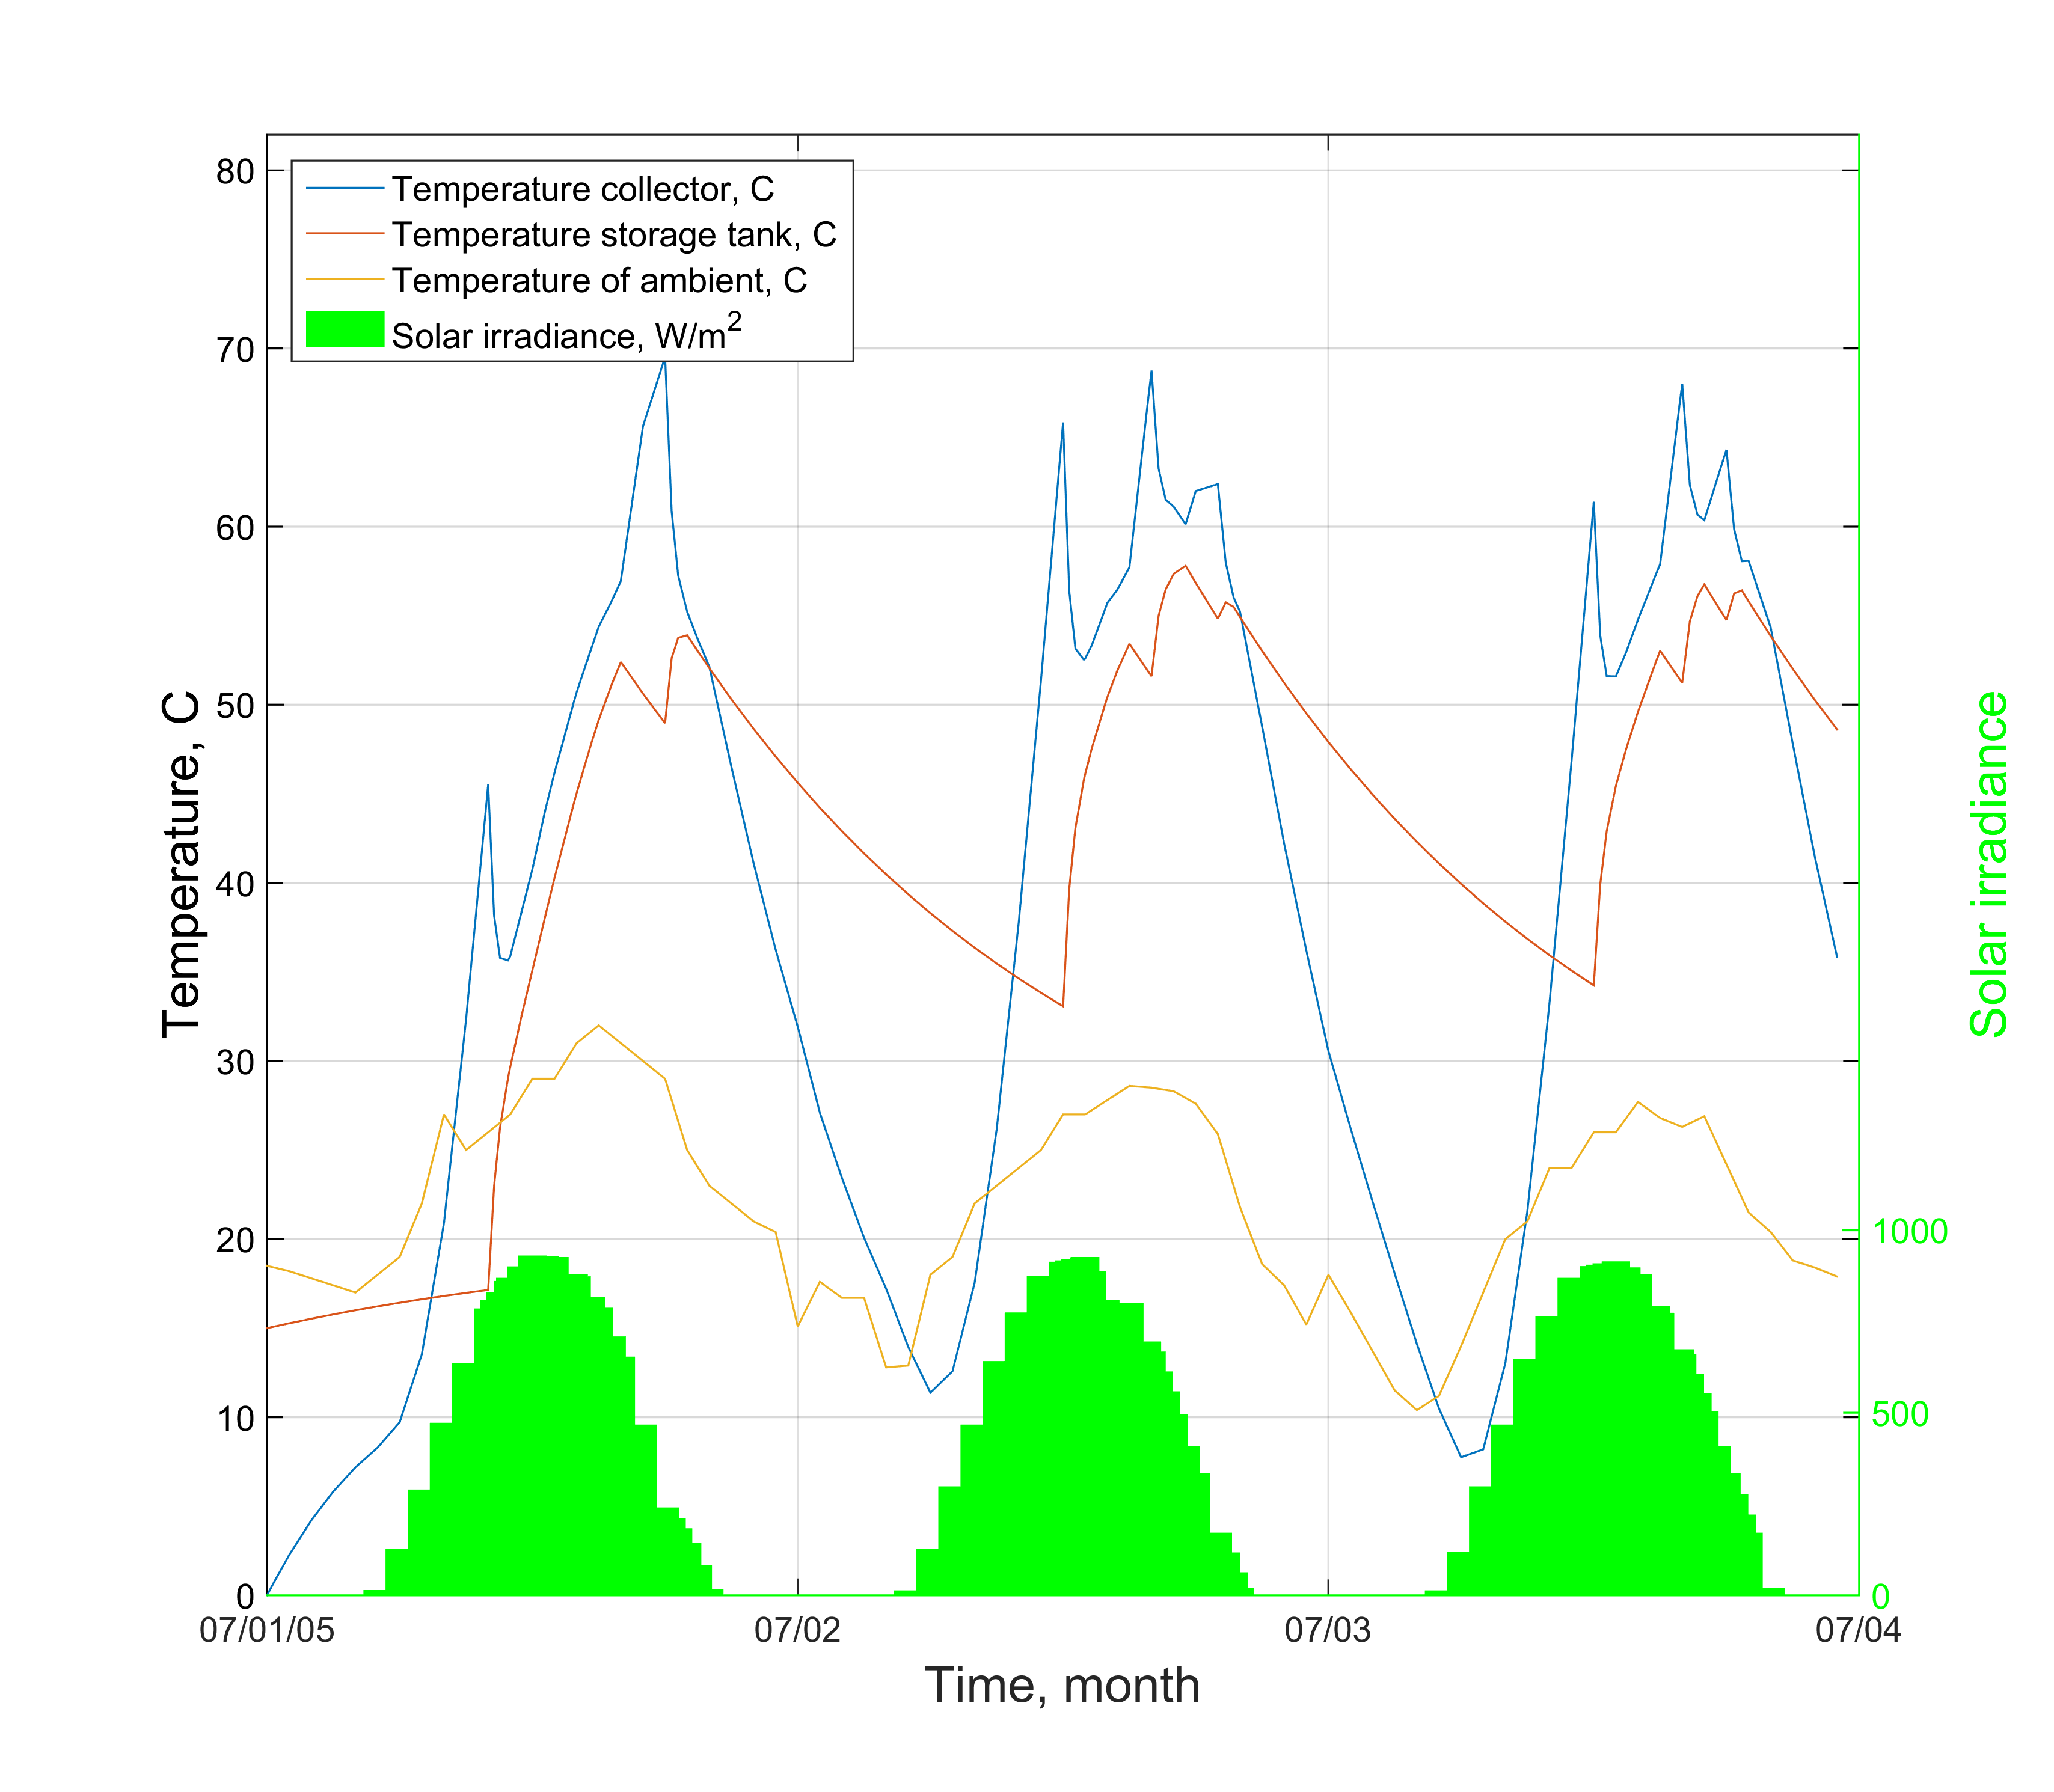 80
70
60
50
40
30
20
10
0
Temperature, C
Temperature collector, C
Temperature storage tank, C
Temperature of ambient, C
Solar irradiance, W/m²
1000
500
0
Solar irradiance
07/01/05
07/02
07/03
07/04
Time, month